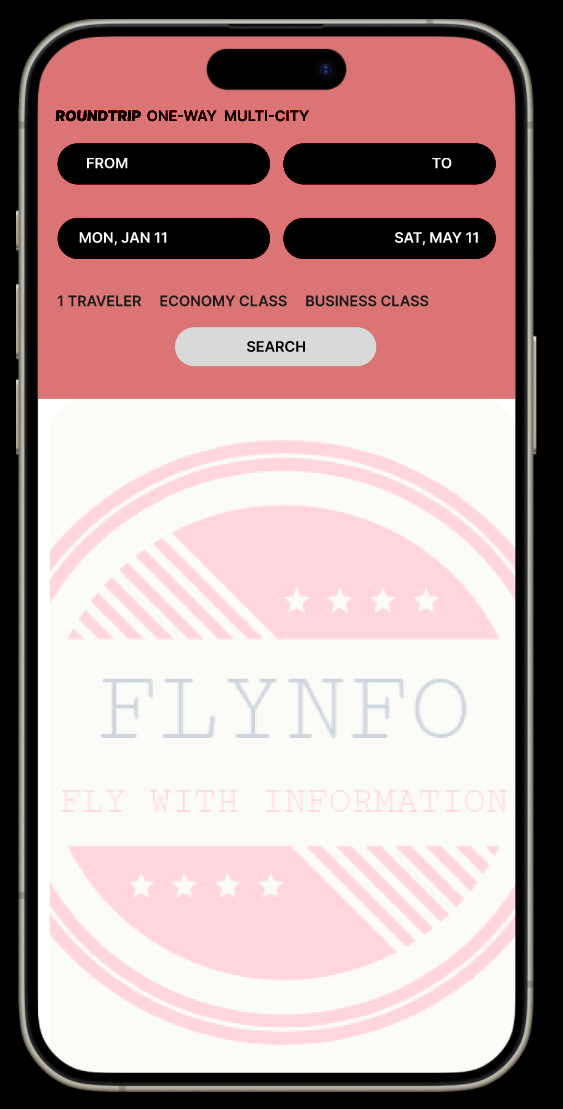 ROUNDTRIP ONE-WAY MULTI-CITY
FROM TO
MON, JAN 11 SAT, MAY 11
1 TRAVELER ECONOMY CLASS BUSINESS CLASS
SEARCH
FLYNFO
FLY WITH INFORMATION